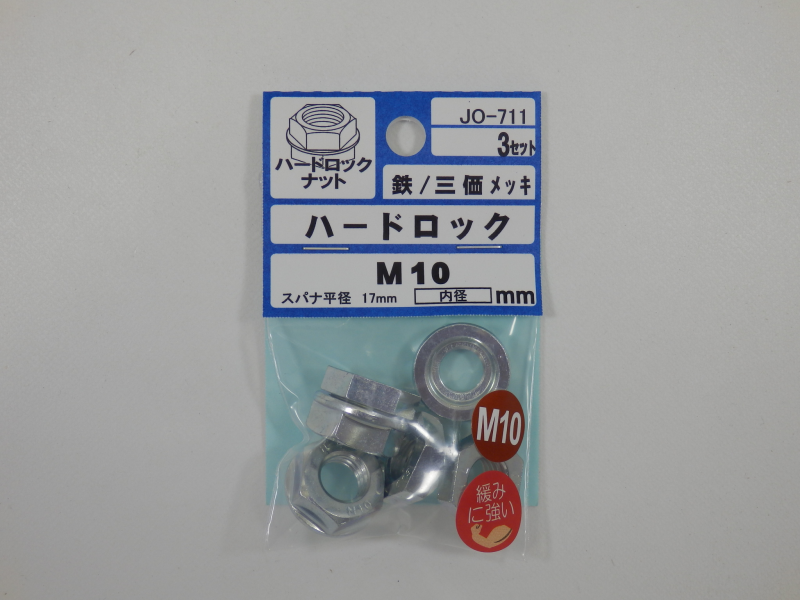 JO-711
3セット
ハードロック
ナット
鉄/三価メッキ
ハードロック
M10
スパナ平径 17mm 内径 mm
M10
緩み
に強い